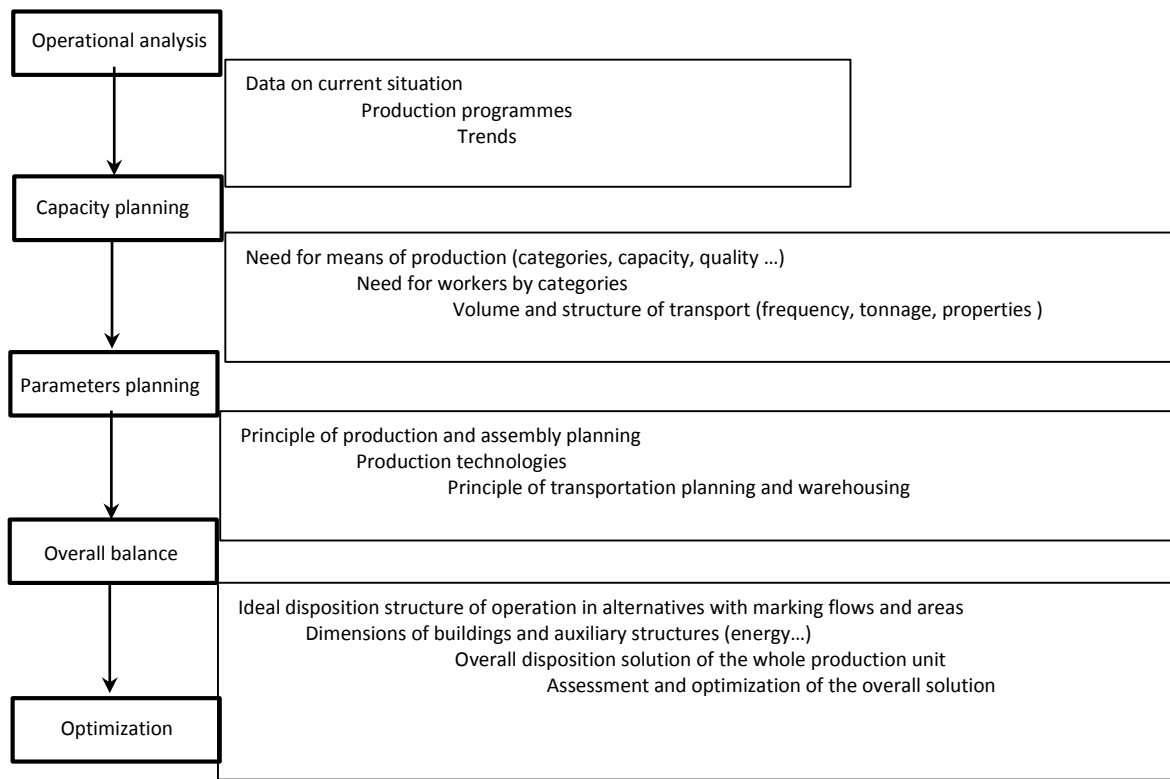 Operational analysis
Data on current situation
Production programmes
Trends
Capacity planning
Need for means of production (categories, capacity, quality …)
Need for workers by categories
Volume and structure of transport (frequency, tonnage, properties )
Parameters planning
Principle of production and assembly planning
Production technologies
Principle of transportation planning and warehousing
Overall balance
Ideal disposition structure of operation in alternatives with marking flows and areas
Dimensions of buildings and auxiliary structures (energy…)
Overall disposition solution of the whole production unit
Assessment and optimization of the overall solution
Optimization